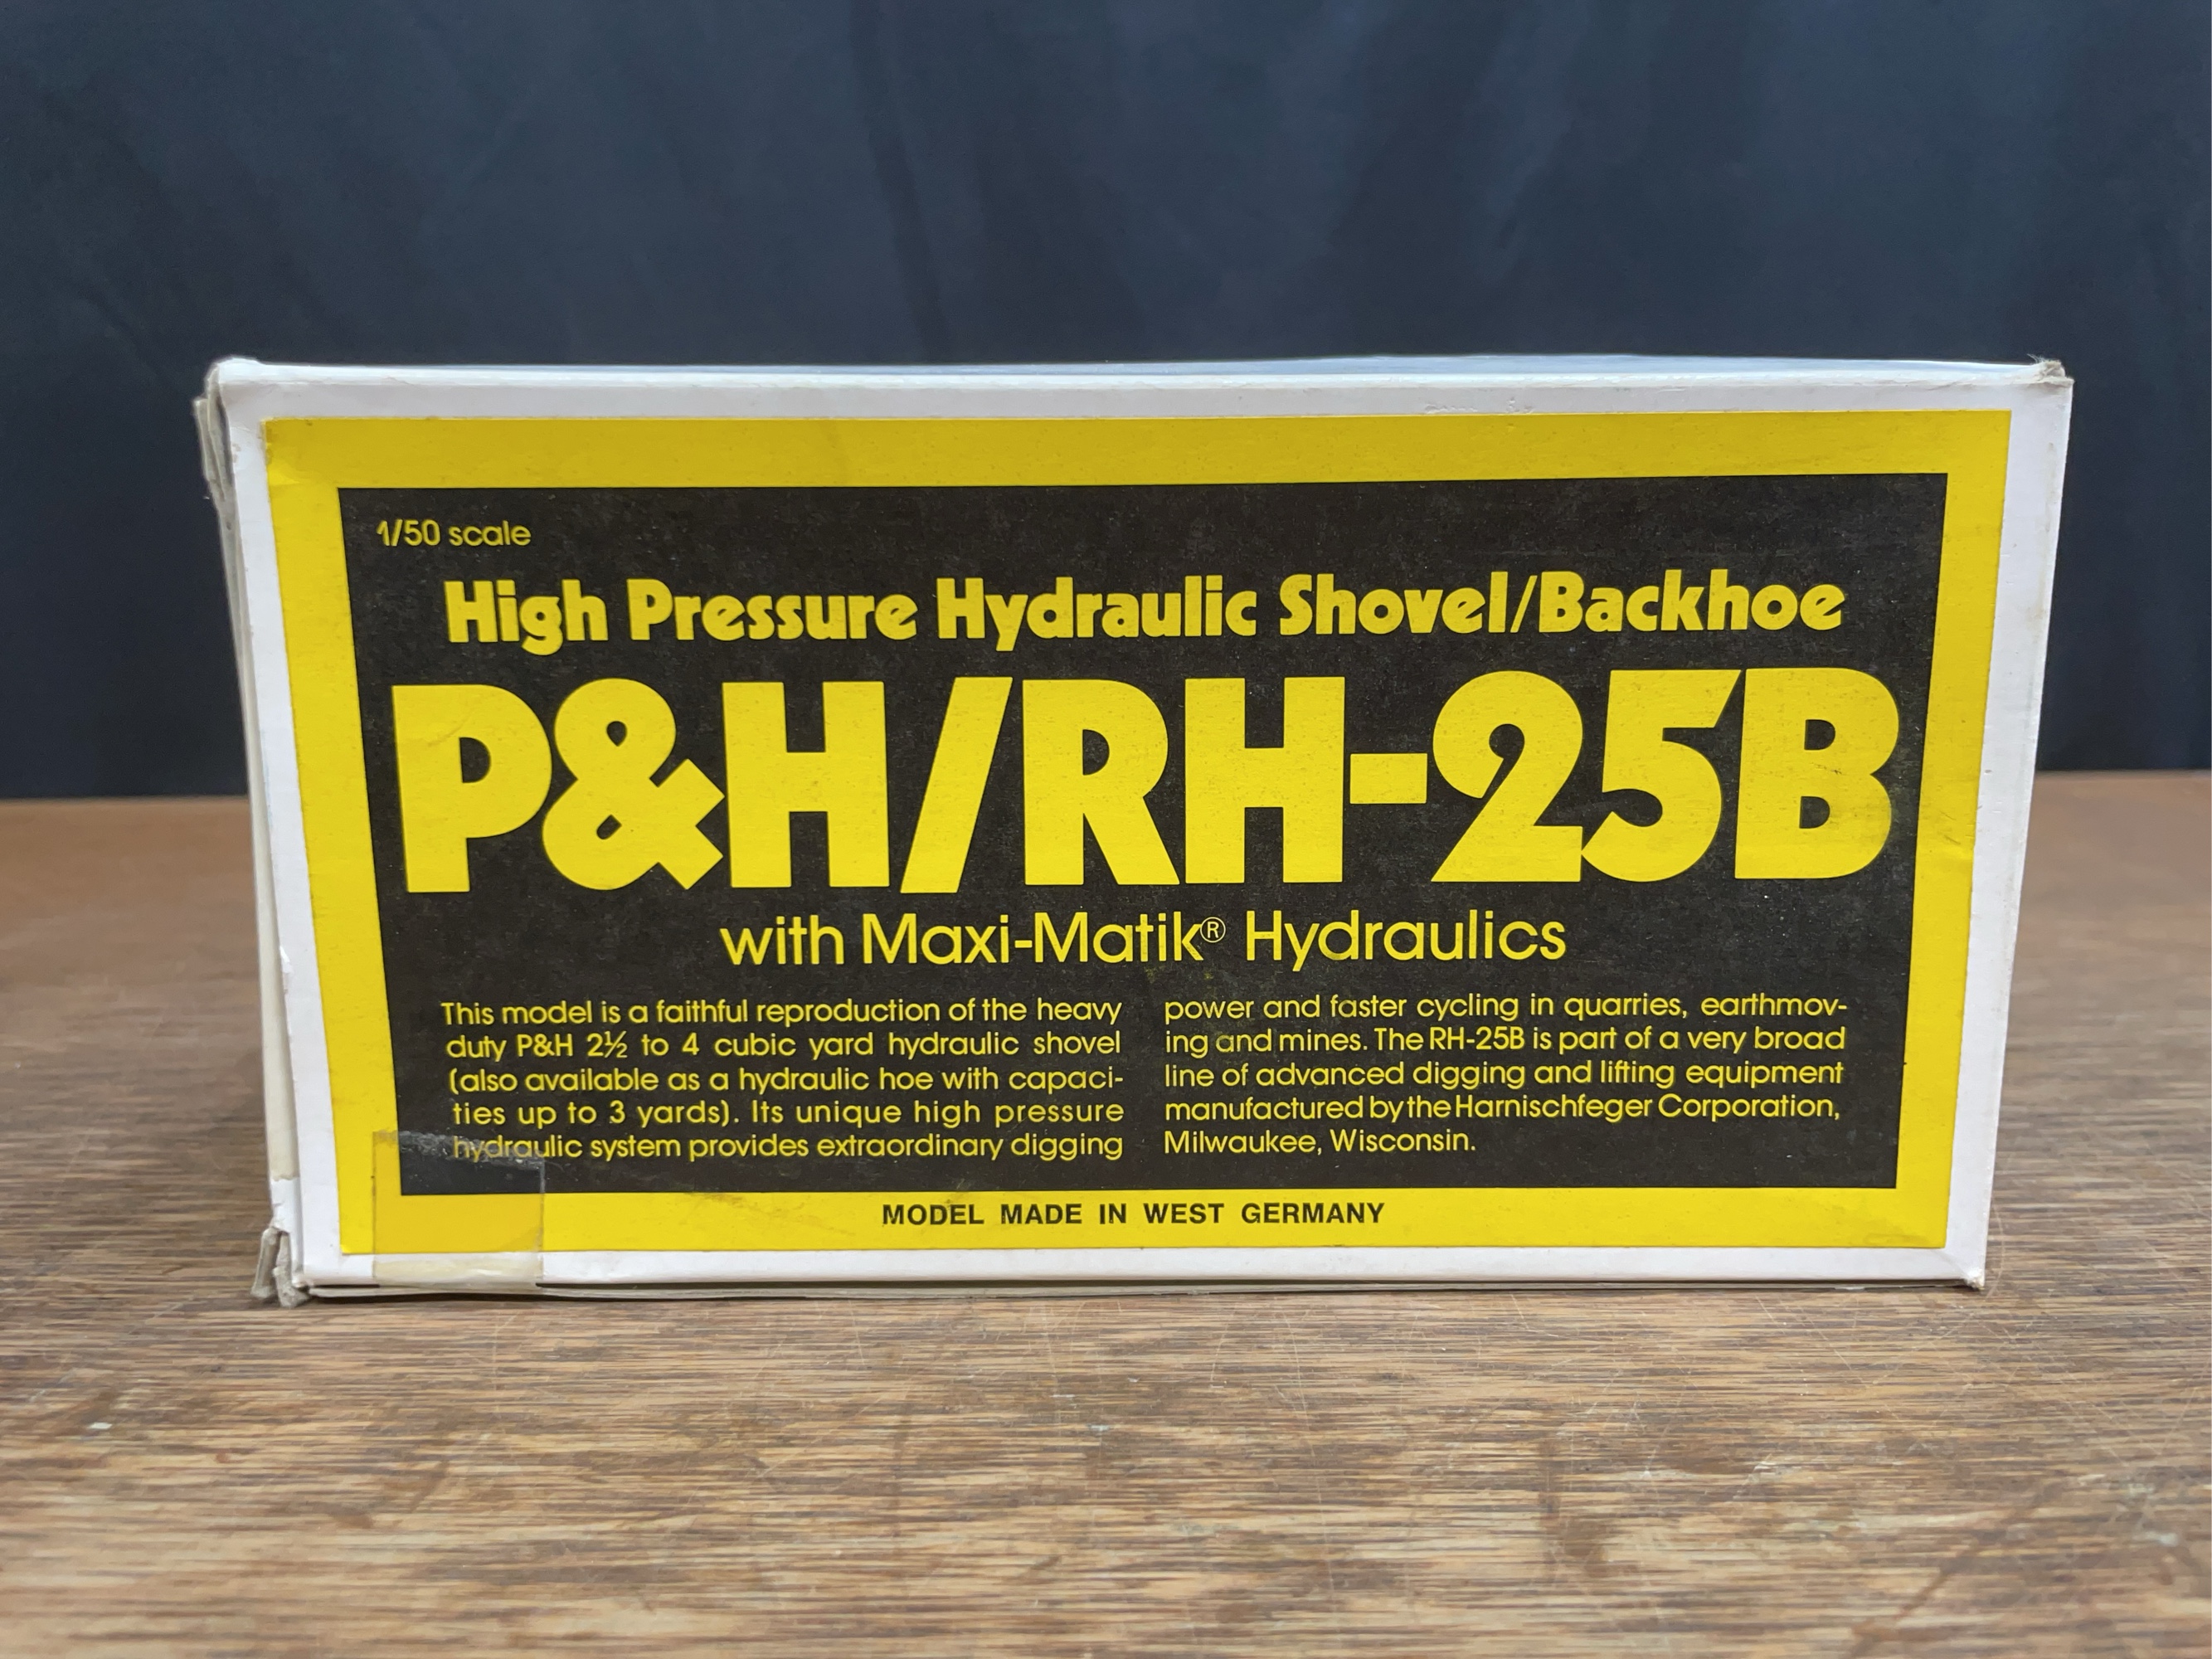 1/50 scale
High Pressure Hydraulic Shovel/Backhoe
P&H/RH-25B
with Maxi-Matik® Hydraulics
This model is a faithful reproduction of the heavy
duty P&H 2½ to 4 cubic yard hydraulic shovel
(also available as a hydraulic hoe with capaci-
ties up to 3 yards). Its unique high pressure
hydraulic system provides extraordinary digging
power and faster cycling in quarries, earthmov-
ing and mines. The RH-25B is part of a very broad
line of advanced digging and lifting equipment
manufactured by the Harnischfeger Corporation,
Milwaukee, Wisconsin.
MODEL MADE IN WEST GERMANY